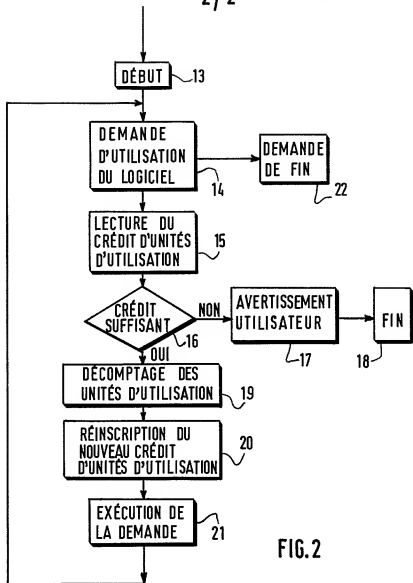 2/2
DÉBUT
13
DEMANDE
D'UTILISATION
DU LOGICIEL
14
DEMANDE
DE FIN
22
LECTURE DU
CRÉDIT D'UNITÉS
D'UTILISATION
15
CRÉDIT
SUFFISANT
16
NON
AVERTISSEMENT
UTILISATEUR
17
FIN
18
OUI
DÉCOMPTAGE DES
UNITÉS D'UTILISATION
19
RÉINSCRIPTION DU
NOUVEAU CRÉDIT
D'UNITÉS D'UTILISATION
20
EXÉCUTION DE
LA DEMANDE
21
FIG.2